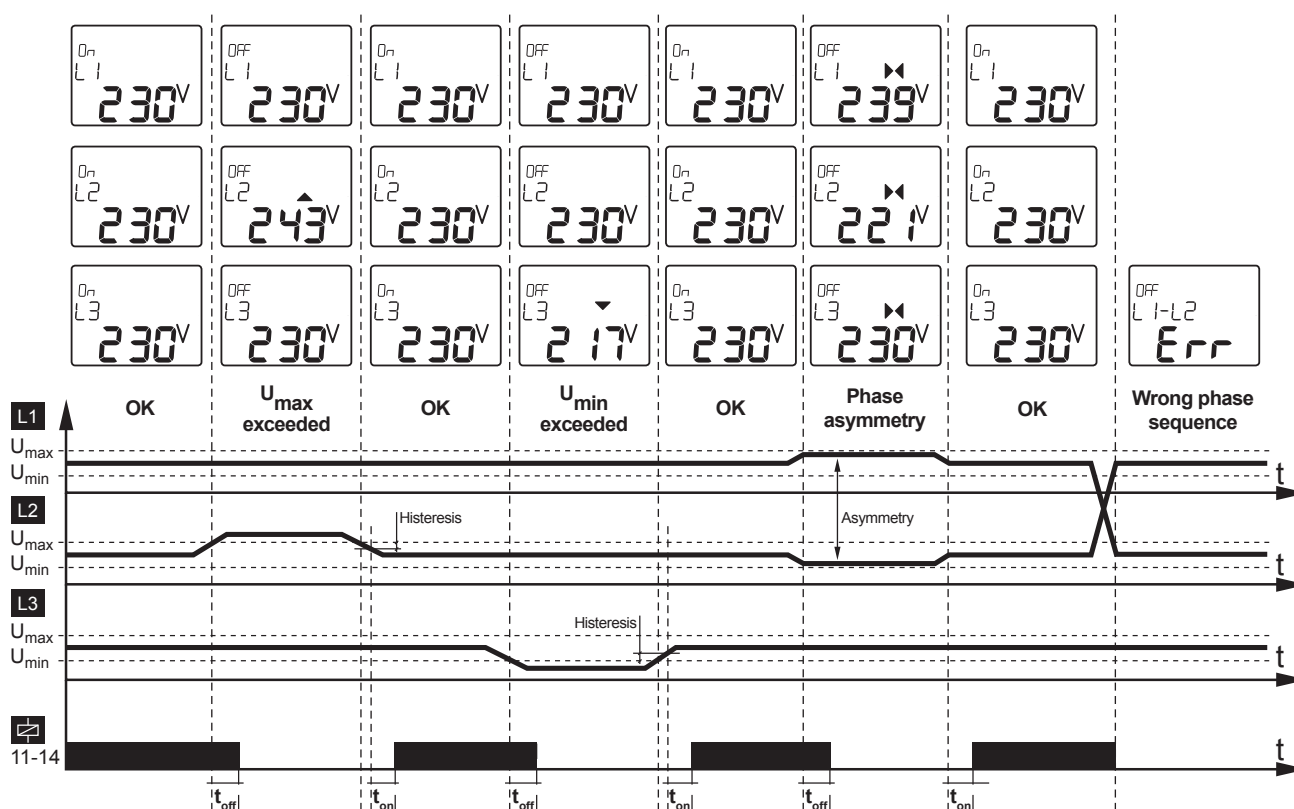 On
L1
230V
OFF
L1
230V
On
L1
230V
OFF
L1
230V
On
L1
230V
OFF
L1
239V
On
L1
230V
On
L2
230V
OFF
L2
243V
On
L2
230V
OFF
L2
230V
On
L2
230V
OFF
L2
221V
On
L2
230V
On
L3
230V
OFF
L3
230V
On
L3
230V
OFF
L3
217V
On
L3
230V
OFF
L3
230V
On
L3
230V
OFF
L1-L2
Err
OK
Umax
exceeded
OK
Umin
exceeded
OK
Phase
asymmetry
OK
Wrong phase
sequence
L1
Umax
Umin
t
L2
Histeresis
Asymmetry
Umax
Umin
t
L3
Histeresis
Umax
Umin
t
11-14
t
toff
ton
toff
ton
toff
ton